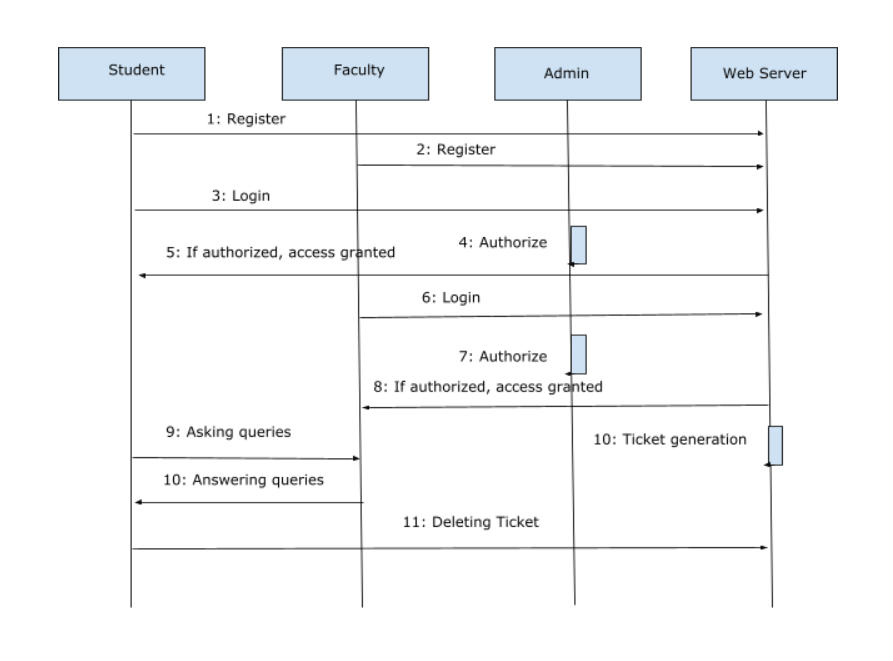 Student
Faculty
Admin
Web Server
1: Register
2: Register
3: Login
4: Authorize
5: If authorized, access granted
6: Login
7: Authorize
8: If authorized, access granted
9: Asking queries
10: Ticket generation
10: Answering queries
11: Deleting Ticket